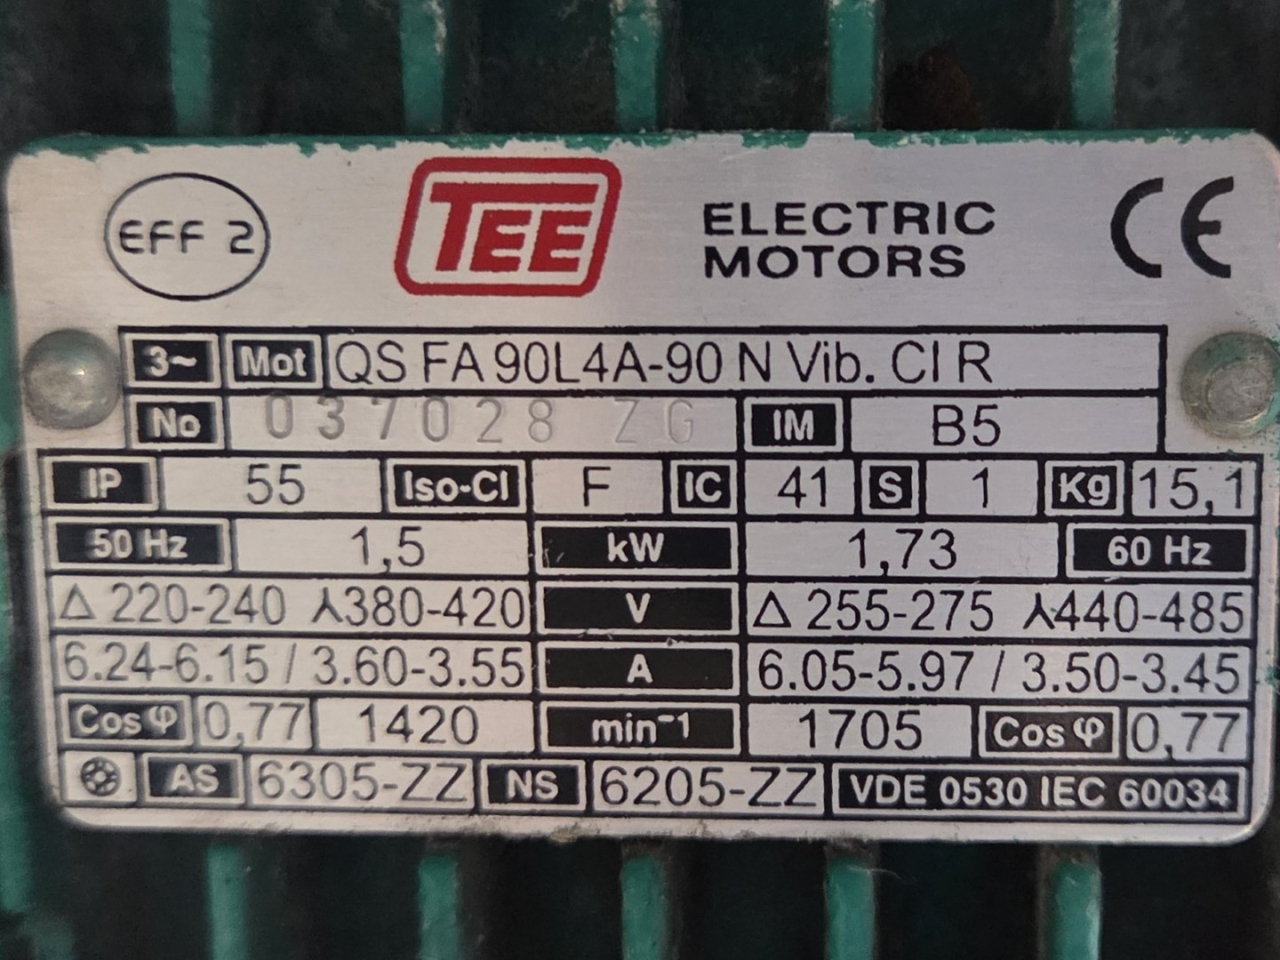 EFF 2 TEE ELECTRIC MOTORS CE
3~ Mot QS FA 90L4A-90 N Vib. Cl R
No 037028 ZG IM B5
IP 55 Iso-Cl F IC 41 S 1 Kg 15,1
50 Hz 1,5 kW 1,73 60 Hz
Δ 220-240 ⅄380-420 V Δ 255-275 ⅄440-485
6.24-6.15 / 3.60-3.55 A 6.05-5.97 / 3.50-3.45
Cos φ 0,77 1420 min⁻¹ 1705 Cos φ 0,77
AS 6305-ZZ NS 6205-ZZ VDE 0530 IEC 60034